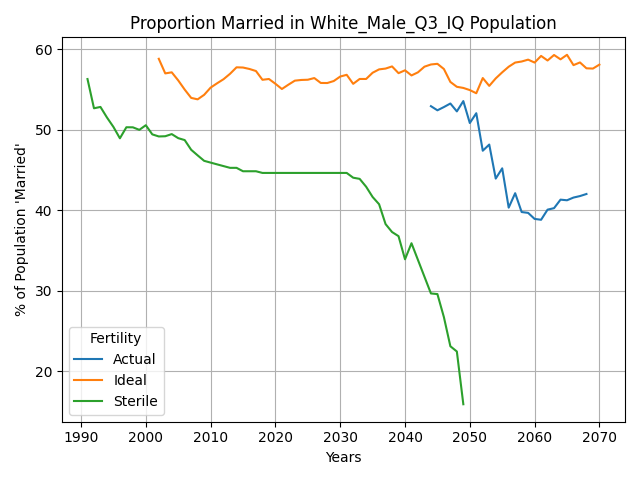 Proportion Married in White_Male_Q3_IQ Population
% of Population 'Married'
60
50
40
30
20
Fertility
Actual
Ideal
Sterile
1990 2000 2010 2020 2030 2040 2050 2060 2070
Years